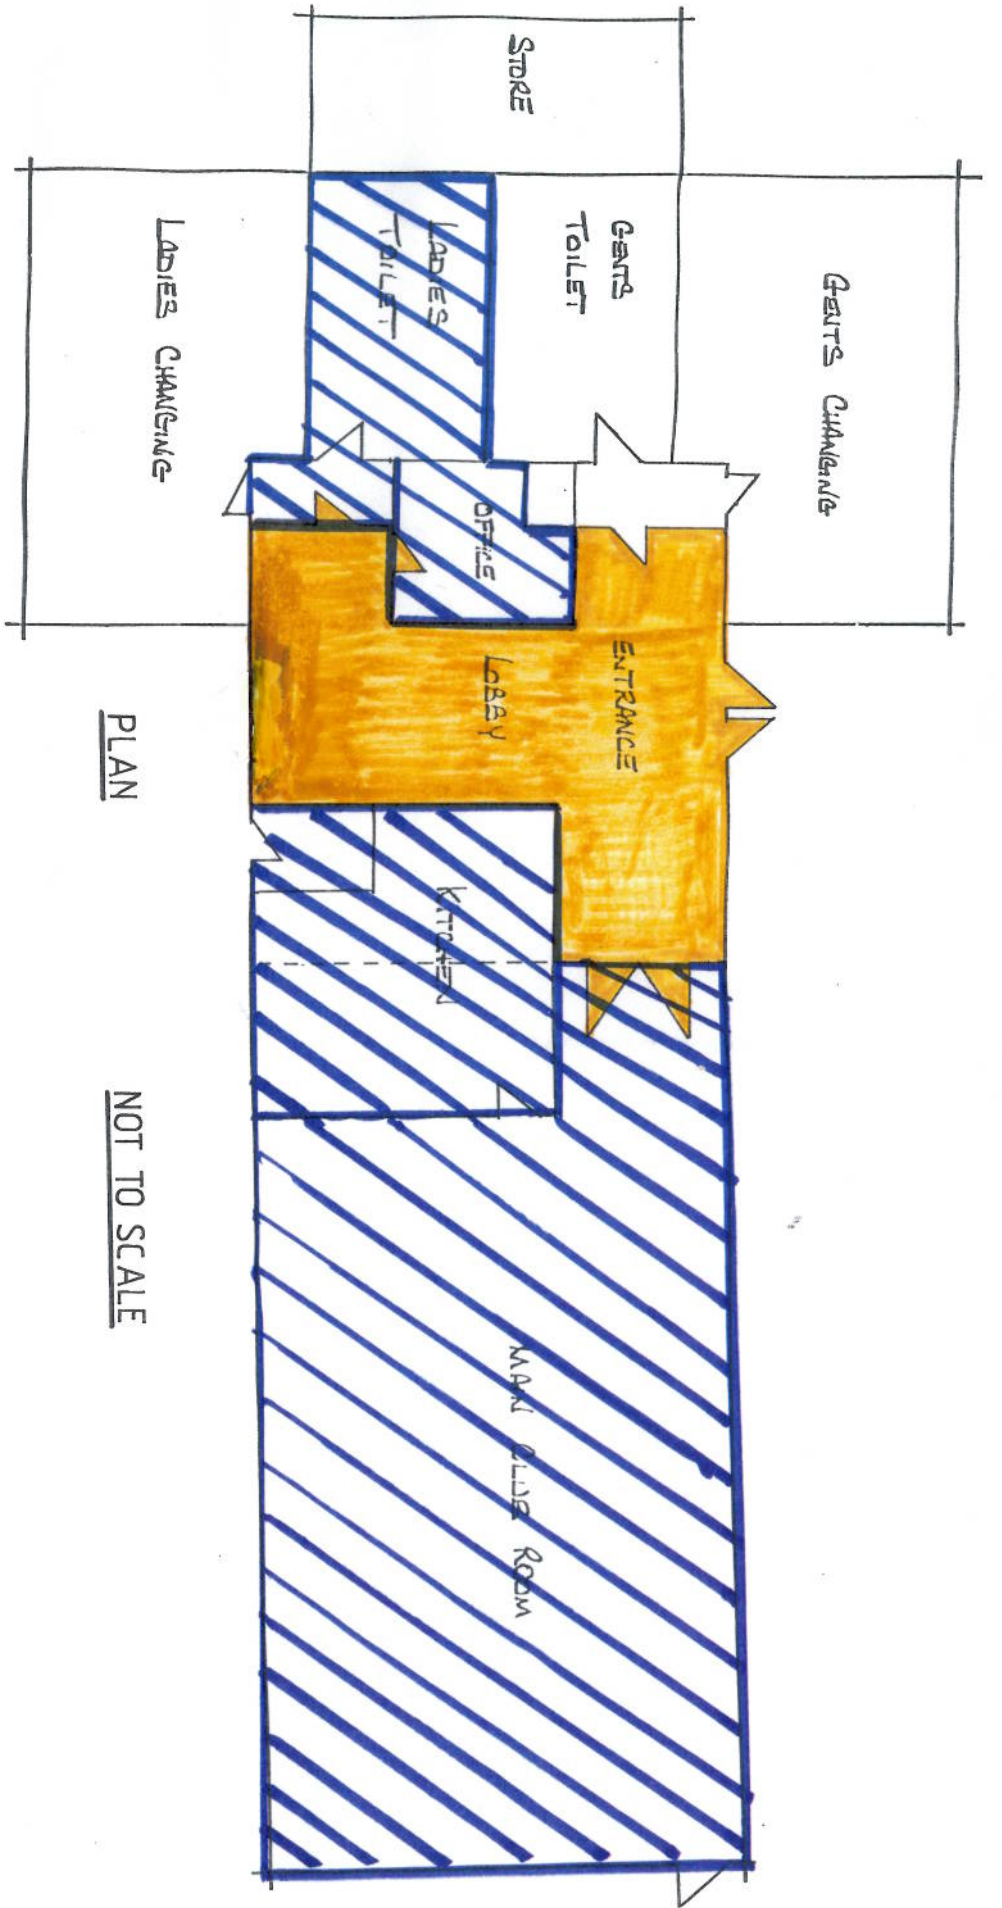 STORE
GENTS
TOILET
GENTS CHANGING
LADIES
TOILET
LADIES CHANGING
OFFICE
ENTRANCE
LOBBY
KITCHEN
MAIN CLUB ROOM
PLAN
NOT TO SCALE